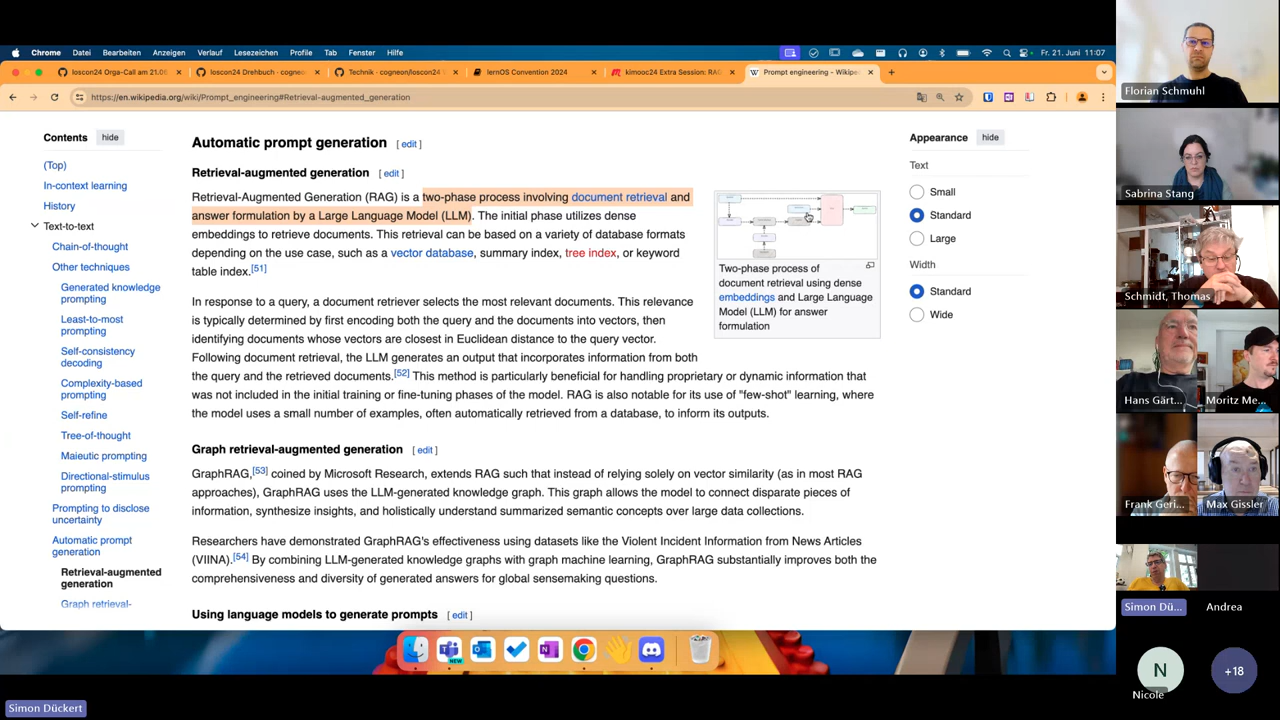 Chrome Datei Bearbeiten Anzeigen Verlauf Lesezeichen Profile Tab Fenster Hilfe Fr. 21. Juni 11:07
loscon24 Orga-Call am 21.06 loscon24 Drehbuch - cogneo Technik - cogneon/loscon24 lernOS Convention 2024 kimooc24 Extra Session: RAG Prompt engineering - Wikipe
https://en.wikipedia.org/wiki/Prompt_engineering#Retrieval-augmented_generation
Contents hide
(Top)
In-context learning
History
Text-to-text
Chain-of-thought
Other techniques
Generated knowledge
prompting
Least-to-most
prompting
Self-consistency
decoding
Complexity-based
prompting
Self-refine
Tree-of-thought
Maieutic prompting
Directional-stimulus
prompting
Prompting to disclose
uncertainty
Automatic prompt
generation
Retrieval-augmented
generation
Graph retrieval-
Automatic prompt generation [ edit ]
Retrieval-augmented generation [ edit ]
Retrieval-Augmented Generation (RAG) is a two-phase process involving document retrieval and
answer formulation by a Large Language Model (LLM). The initial phase utilizes dense
embeddings to retrieve documents. This retrieval can be based on a variety of database formats
depending on the use case, such as a vector database, summary index, tree index, or keyword
table index.[51]
In response to a query, a document retriever selects the most relevant documents. This relevance
is typically determined by first encoding both the query and the documents into vectors, then
identifying documents whose vectors are closest in Euclidean distance to the query vector.
Following document retrieval, the LLM generates an output that incorporates information from both
the query and the retrieved documents.[52] This method is particularly beneficial for handling proprietary or dynamic information that
was not included in the initial training or fine-tuning phases of the model. RAG is also notable for its use of "few-shot" learning, where
the model uses a small number of examples, often automatically retrieved from a database, to inform its outputs.
Graph retrieval-augmented generation [ edit ]
GraphRAG,[53] coined by Microsoft Research, extends RAG such that instead of relying solely on vector similarity (as in most RAG
approaches), GraphRAG uses the LLM-generated knowledge graph. This graph allows the model to connect disparate pieces of
information, synthesize insights, and holistically understand summarized semantic concepts over large data collections.
Researchers have demonstrated GraphRAG's effectiveness using datasets like the Violent Incident Information from News Articles
(VIINA).[54] By combining LLM-generated knowledge graphs with graph machine learning, GraphRAG substantially improves both the
comprehensiveness and diversity of generated answers for global sensemaking questions.
Using language models to generate prompts [ edit ]
Two-phase process of
document retrieval using dense
embeddings and Large Language
Model (LLM) for answer
formulation
Appearance hide
Text
Small
Standard
Large
Width
Standard
Wide
NEW
Florian Schmuhl
Sabrina Stang
Schmidt, Thomas
Hans Gärt... Moritz Me...
Frank Geri... Max Gissler
Simon Dü... Andrea
N +18
Nicole
Simon Dückert